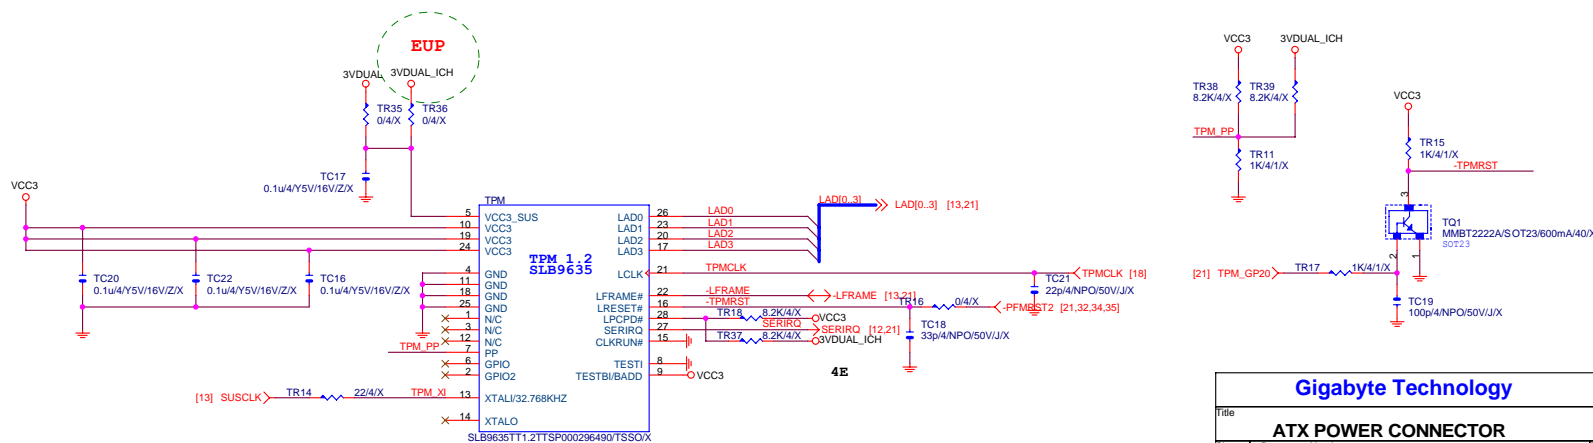 EUP
3VDUAL 3VDUAL_ICH
TR35
0/4/X
TR36
0/4/X
TC17
0.1u/4/Y5V/16V/Z/X
VCC3
TC20
0.1u/4/Y5V/16V/Z/X
TC22
0.1u/4/Y5V/16V/Z/X
TC16
0.1u/4/Y5V/16V/Z/X
TPM
TPM 1.2
SLB9635
5 VCC3_SUS
10 VCC3
19 VCC3
24 VCC3
4 GND
11 GND
18 GND
25 GND
1 N/C
3 N/C
12 N/C
TPM_PP 7 PP
6 GPIO
2 GPIO2
[13] SUSCLK TR14 22/4/X TPM_XI 13 XTALI/32.768KHZ
14 XTALO
SLB9635TT1.2TTSP000296490/TSSO/X
LAD0 26 LAD0
LAD1 23 LAD1
LAD2 20 LAD2
LAD3 17 LAD3
LAD[0..3] LAD[0..3] [13,21]
LCLK 21 TPMCLK TPMCLK [18]
TC21
22p/4/NPO/50V/J/X
LFRAME# 22 -LFRAME -LFRAME [13,21]
LRESET# 16 -TPMRST TR16 0/4/X -PFMRST2 [21,32,34,35]
LPCPD# 28 TR18 8.2K/4/X VCC3
SERIRQ 27 SERIRQ SERIRQ [12,21]
CLKRUN# 15 TR37 8.2K/4/X 3VDUAL_ICH
TC18
33p/4/NPO/50V/J/X
TESTI 8
TESTBI/BADD 9 VCC3
4E
VCC3 3VDUAL_ICH
TR38
8.2K/4/X
TR39
8.2K/4/X
TPM_PP
TR11
1K/4/1/X
VCC3
TR15
1K/4/1/X
-TPMRST
3
TQ1
MMBT2222A/SOT23/600mA/40/X
SOT23
2 1
[21] TPM_GP20 TR17 1K/4/1/X
TC19
100p/4/NPO/50V/J/X
Gigabyte Technology
Title
ATX POWER CONNECTOR